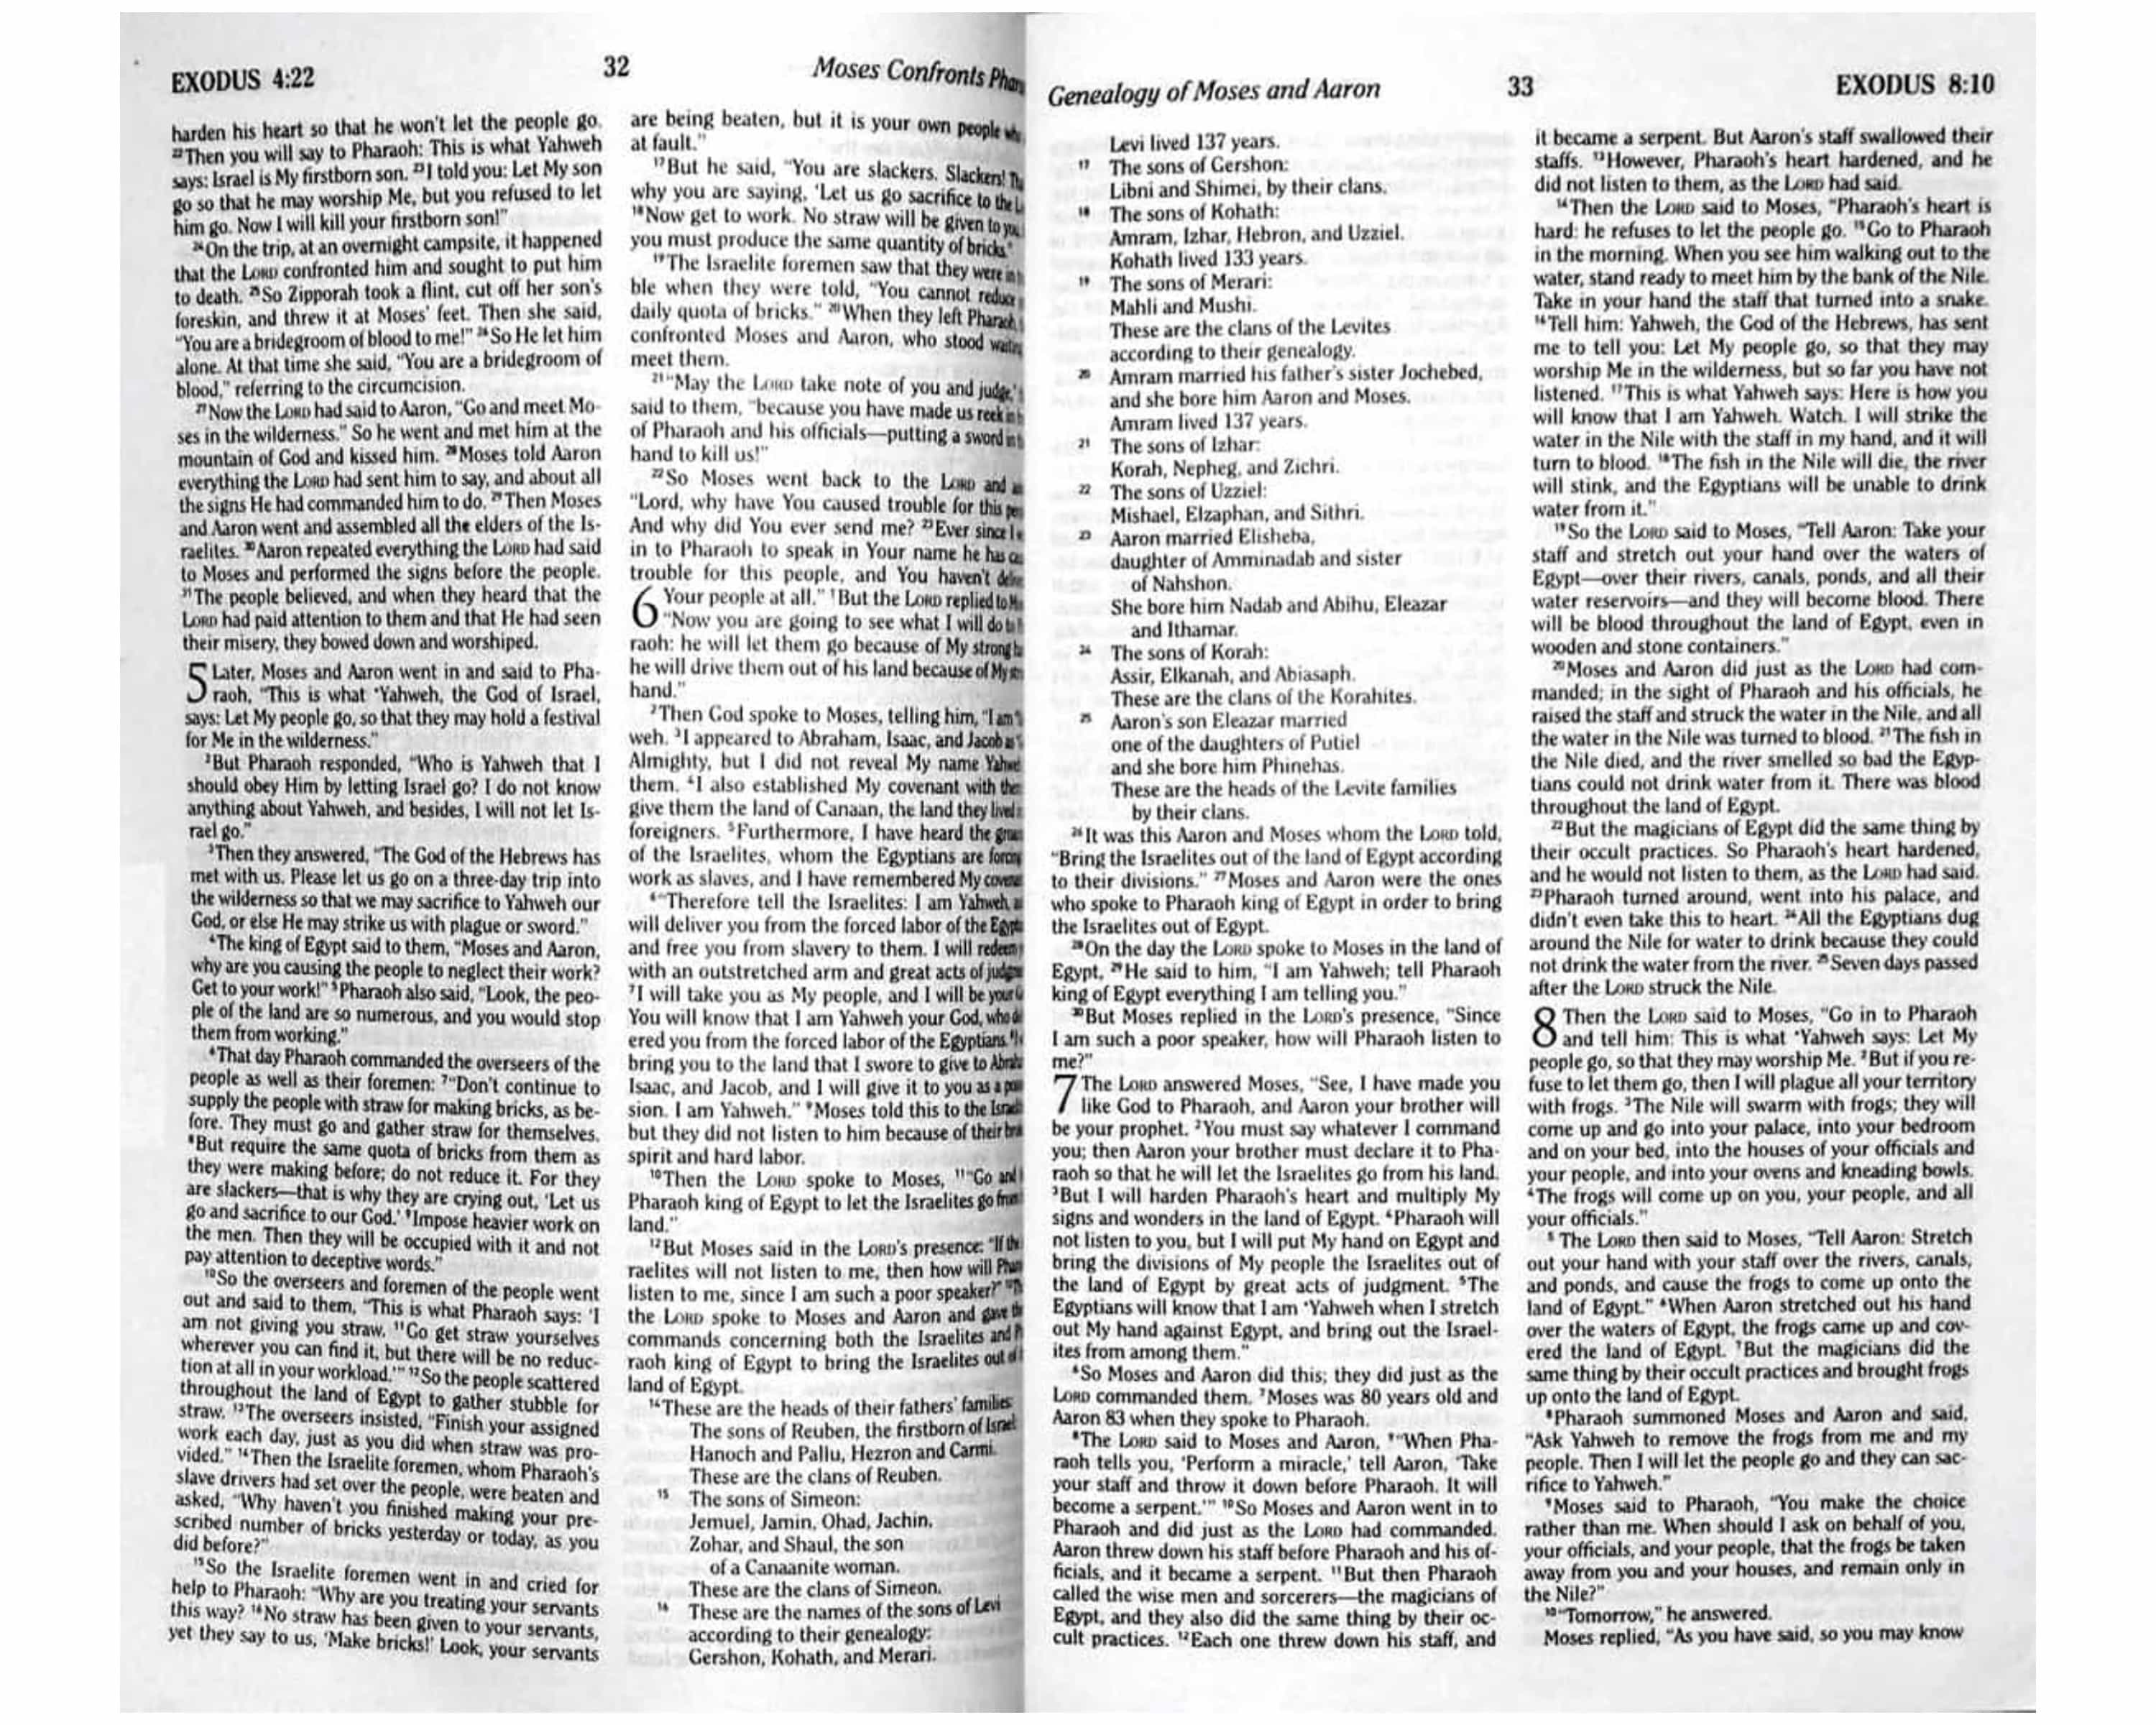 EXODUS 4:22
32
Moses Confronts
harden his heart so that he won't let the people go.
²²Then you will say to Pharaoh: This is what Yahweh
says: Israel is My firstborn son. ²³I told you: Let My son
go so that he may worship Me, but you refused to let
him go. Now I will kill your firstborn son!"
²⁴On the trip, at an overnight campsite, it happened
that the LORD confronted him and sought to put him
to death. ²⁵So Zipporah took a flint, cut off her son's
foreskin, and threw it at Moses' feet. Then she said,
"You are a bridegroom of blood to me!" ²⁶So He let him
alone. At that time she said, "You are a bridegroom of
blood," referring to the circumcision.
²⁷Now the LORD had said to Aaron, "Go and meet Mo-
ses in the wilderness." So he went and met him at the
mountain of God and kissed him. ²⁸Moses told Aaron
everything the LORD had sent him to say, and about all
the signs He had commanded him to do. ²⁹Then Moses
and Aaron went and assembled all the elders of the Is-
raelites. ³⁰Aaron repeated everything the LORD had said
to Moses and performed the signs before the people.
³¹The people believed, and when they heard that the
LORD had paid attention to them and that He had seen
their misery, they bowed down and worshiped.
5 Later, Moses and Aaron went in and said to Pha-
raoh, "This is what •Yahweh, the God of Israel,
says: Let My people go, so that they may hold a festival
for Me in the wilderness."
²But Pharaoh responded, "Who is Yahweh that I
should obey Him by letting Israel go? I do not know
anything about Yahweh, and besides, I will not let Is-
rael go."
³Then they answered, "The God of the Hebrews has
met with us. Please let us go on a three-day trip into
the wilderness so that we may sacrifice to Yahweh our
God, or else He may strike us with plague or sword."
⁴The king of Egypt said to them, "Moses and Aaron,
why are you causing the people to neglect their work?
Get to your work!" ⁵Pharaoh also said, "Look, the peo-
ple of the land are so numerous, and you would stop
them from working."
⁶That day Pharaoh commanded the overseers of the
people as well as their foremen: ⁷"Don't continue to
supply the people with straw for making bricks, as be-
fore. They must go and gather straw for themselves.
⁸But require the same quota of bricks from them as
they were making before; do not reduce it. For they
are slackers—that is why they are crying out, 'Let us
go and sacrifice to our God.' ⁹Impose heavier work on
the men. Then they will be occupied with it and not
pay attention to deceptive words."
¹⁰So the overseers and foremen of the people went
out and said to them, "This is what Pharaoh says: 'I
am not giving you straw. ¹¹Go get straw yourselves
wherever you can find it, but there will be no reduc-
tion at all in your workload.'" ¹²So the people scattered
throughout the land of Egypt to gather stubble for
straw. ¹³The overseers insisted, "Finish your assigned
work each day, just as you did when straw was pro-
vided." ¹⁴Then the Israelite foremen, whom Pharaoh's
slave drivers had set over the people, were beaten and
asked, "Why haven't you finished making your pre-
scribed number of bricks yesterday or today, as you
did before?"
¹⁵So the Israelite foremen went in and cried for
help to Pharaoh: "Why are you treating your servants
this way? ¹⁶No straw has been given to your servants,
yet they say to us, 'Make bricks!' Look, your servants
are being beaten, but it is your own people
at fault."
¹⁷But he said, "You are slackers. Slackers!
why you are saying, 'Let us go sacrifice to the
¹⁸Now get to work. No straw will be given to
you must produce the same quantity of bricks."
¹⁹The Israelite foremen saw that they were
ble when they were told, "You cannot reduce
daily quota of bricks." ²⁰When they left
confronted Moses and Aaron, who stood
meet them.
²¹"May the LORD take note of you and judge,"
said to them, "because you have made us reek
of Pharaoh and his officials—putting a sword
hand to kill us!"
²²So Moses went back to the LORD and
"Lord, why have You caused trouble for this
And why did You ever send me? ²³Ever since I
in to Pharaoh to speak in Your name he has
trouble for this people, and You haven't
6 Your people at all." ¹But the LORD replied to
"Now you are going to see what I will do
raoh: he will let them go because of My strong
he will drive them out of his land because of My
hand."
²Then God spoke to Moses, telling him, "I am
weh. ³I appeared to Abraham, Isaac, and Jacob
Almighty, but I did not reveal My name
them. ⁴I also established My covenant with
give them the land of Canaan, the land they lived
foreigners. ⁵Furthermore, I have heard the
of the Israelites, whom the Egyptians are forcing
work as slaves, and I have remembered My
⁶"Therefore tell the Israelites: I am Yahweh,
will deliver you from the forced labor of the
and free you from slavery to them. I will redeem
with an outstretched arm and great acts of
⁷I will take you as My people, and I will be your
You will know that I am Yahweh your God, who
ered you from the forced labor of the Egyptians.
bring you to the land that I swore to give to
Isaac, and Jacob, and I will give it to you as a
sion. I am Yahweh." ⁹Moses told this to the
but they did not listen to him because of their
spirit and hard labor.
¹⁰Then the LORD spoke to Moses, ¹¹"Go and
Pharaoh king of Egypt to let the Israelites go from
land."
¹²But Moses said in the LORD's presence: "If the
raelites will not listen to me, then how will
listen to me, since I am such a poor speaker?"
the LORD spoke to Moses and Aaron and gave
commands concerning both the Israelites and
raoh king of Egypt to bring the Israelites out of
land of Egypt.
¹⁴These are the heads of their fathers' families:
The sons of Reuben, the firstborn of Israel:
Hanoch and Pallu, Hezron and Carmi.
These are the clans of Reuben.
¹⁵ The sons of Simeon:
Jemuel, Jamin, Ohad, Jachin,
Zohar, and Shaul, the son
of a Canaanite woman.
These are the clans of Simeon.
¹⁶ These are the names of the sons of Levi
according to their genealogy:
Gershon, Kohath, and Merari.
Genealogy of Moses and Aaron
33
EXODUS 8:10
Levi lived 137 years.
¹⁷ The sons of Gershon:
Libni and Shimei, by their clans.
¹⁸ The sons of Kohath:
Amram, Izhar, Hebron, and Uzziel.
Kohath lived 133 years.
¹⁹ The sons of Merari:
Mahli and Mushi.
These are the clans of the Levites
according to their genealogy.
²⁰ Amram married his father's sister Jochebed,
and she bore him Aaron and Moses.
Amram lived 137 years.
²¹ The sons of Izhar:
Korah, Nepheg, and Zichri.
²² The sons of Uzziel:
Mishael, Elzaphan, and Sithri.
²³ Aaron married Elisheba,
daughter of Amminadab and sister
of Nahshon.
She bore him Nadab and Abihu, Eleazar
and Ithamar.
²⁴ The sons of Korah:
Assir, Elkanah, and Abiasaph.
These are the clans of the Korahites.
²⁵ Aaron's son Eleazar married
one of the daughters of Putiel
and she bore him Phinehas.
These are the heads of the Levite families
by their clans.
²⁶It was this Aaron and Moses whom the LORD told,
"Bring the Israelites out of the land of Egypt according
to their divisions." ²⁷Moses and Aaron were the ones
who spoke to Pharaoh king of Egypt in order to bring
the Israelites out of Egypt.
²⁸On the day the LORD spoke to Moses in the land of
Egypt, ²⁹He said to him, "I am Yahweh; tell Pharaoh
king of Egypt everything I am telling you."
³⁰But Moses replied in the LORD's presence, "Since
I am such a poor speaker, how will Pharaoh listen to
me?"
7 The LORD answered Moses, "See, I have made you
like God to Pharaoh, and Aaron your brother will
be your prophet. ²You must say whatever I command
you; then Aaron your brother must declare it to Pha-
raoh so that he will let the Israelites go from his land.
³But I will harden Pharaoh's heart and multiply My
signs and wonders in the land of Egypt. ⁴Pharaoh will
not listen to you, but I will put My hand on Egypt and
bring the divisions of My people the Israelites out of
the land of Egypt by great acts of judgment. ⁵The
Egyptians will know that I am •Yahweh when I stretch
out My hand against Egypt, and bring out the Israel-
ites from among them."
⁶So Moses and Aaron did this; they did just as the
LORD commanded them. ⁷Moses was 80 years old and
Aaron 83 when they spoke to Pharaoh.
⁸The LORD said to Moses and Aaron, ⁹"When Pha-
raoh tells you, 'Perform a miracle,' tell Aaron, 'Take
your staff and throw it down before Pharaoh. It will
become a serpent.'" ¹⁰So Moses and Aaron went in to
Pharaoh and did just as the LORD had commanded.
Aaron threw down his staff before Pharaoh and his of-
ficials, and it became a serpent. ¹¹But then Pharaoh
called the wise men and sorcerers—the magicians of
Egypt, and they also did the same thing by their oc-
cult practices. ¹²Each one threw down his staff, and
it became a serpent. But Aaron's staff swallowed their
staffs. ¹³However, Pharaoh's heart hardened, and he
did not listen to them, as the LORD had said.
¹⁴Then the LORD said to Moses, "Pharaoh's heart is
hard: he refuses to let the people go. ¹⁵Go to Pharaoh
in the morning. When you see him walking out to the
water, stand ready to meet him by the bank of the Nile.
Take in your hand the staff that turned into a snake.
¹⁶Tell him: Yahweh, the God of the Hebrews, has sent
me to tell you: Let My people go, so that they may
worship Me in the wilderness, but so far you have not
listened. ¹⁷This is what Yahweh says: Here is how you
will know that I am Yahweh. Watch. I will strike the
water in the Nile with the staff in my hand, and it will
turn to blood. ¹⁸The fish in the Nile will die, the river
will stink, and the Egyptians will be unable to drink
water from it."
¹⁹So the LORD said to Moses, "Tell Aaron: Take your
staff and stretch out your hand over the waters of
Egypt—over their rivers, canals, ponds, and all their
water reservoirs—and they will become blood. There
will be blood throughout the land of Egypt, even in
wooden and stone containers."
²⁰Moses and Aaron did just as the LORD had com-
manded; in the sight of Pharaoh and his officials, he
raised the staff and struck the water in the Nile, and all
the water in the Nile was turned to blood. ²¹The fish in
the Nile died, and the river smelled so bad the Egyp-
tians could not drink water from it. There was blood
throughout the land of Egypt.
²²But the magicians of Egypt did the same thing by
their occult practices. So Pharaoh's heart hardened,
and he would not listen to them, as the LORD had said.
²³Pharaoh turned around, went into his palace, and
didn't even take this to heart. ²⁴All the Egyptians dug
around the Nile for water to drink because they could
not drink the water from the river. ²⁵Seven days passed
after the LORD struck the Nile.
8 Then the LORD said to Moses, "Go in to Pharaoh
and tell him: This is what •Yahweh says: Let My
people go, so that they may worship Me. ²But if you re-
fuse to let them go, then I will plague all your territory
with frogs. ³The Nile will swarm with frogs; they will
come up and go into your palace, into your bedroom
and on your bed, into the houses of your officials and
your people, and into your ovens and kneading bowls.
⁴The frogs will come up on you, your people, and all
your officials."
⁵ The LORD then said to Moses, "Tell Aaron: Stretch
out your hand with your staff over the rivers, canals,
and ponds, and cause the frogs to come up onto the
land of Egypt." ⁶When Aaron stretched out his hand
over the waters of Egypt, the frogs came up and cov-
ered the land of Egypt. ⁷But the magicians did the
same thing by their occult practices and brought frogs
up onto the land of Egypt.
⁸Pharaoh summoned Moses and Aaron and said,
"Ask Yahweh to remove the frogs from me and my
people. Then I will let the people go and they can sac-
rifice to Yahweh."
⁹Moses said to Pharaoh, "You make the choice
rather than me. When should I ask on behalf of you,
your officials, and your people, that the frogs be taken
away from you and your houses, and remain only in
the Nile?"
¹⁰"Tomorrow," he answered.
Moses replied, "As you have said, so you may know